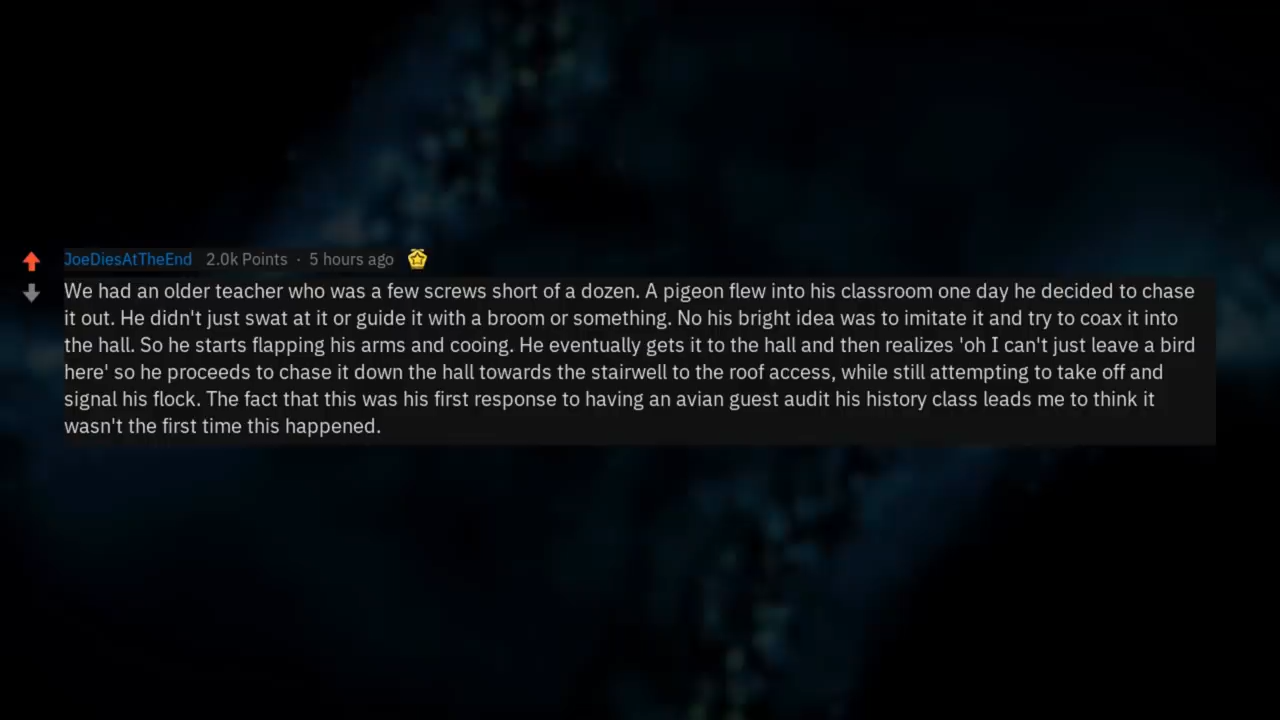 JoeDiesAtTheEnd 2.0k Points · 5 hours ago
We had an older teacher who was a few screws short of a dozen. A pigeon flew into his classroom one day he decided to chase
it out. He didn't just swat at it or guide it with a broom or something. No his bright idea was to imitate it and try to coax it into
the hall. So he starts flapping his arms and cooing. He eventually gets it to the hall and then realizes 'oh I can't just leave a bird
here' so he proceeds to chase it down the hall towards the stairwell to the roof access, while still attempting to take off and
signal his flock. The fact that this was his first response to having an avian guest audit his history class leads me to think it
wasn't the first time this happened.